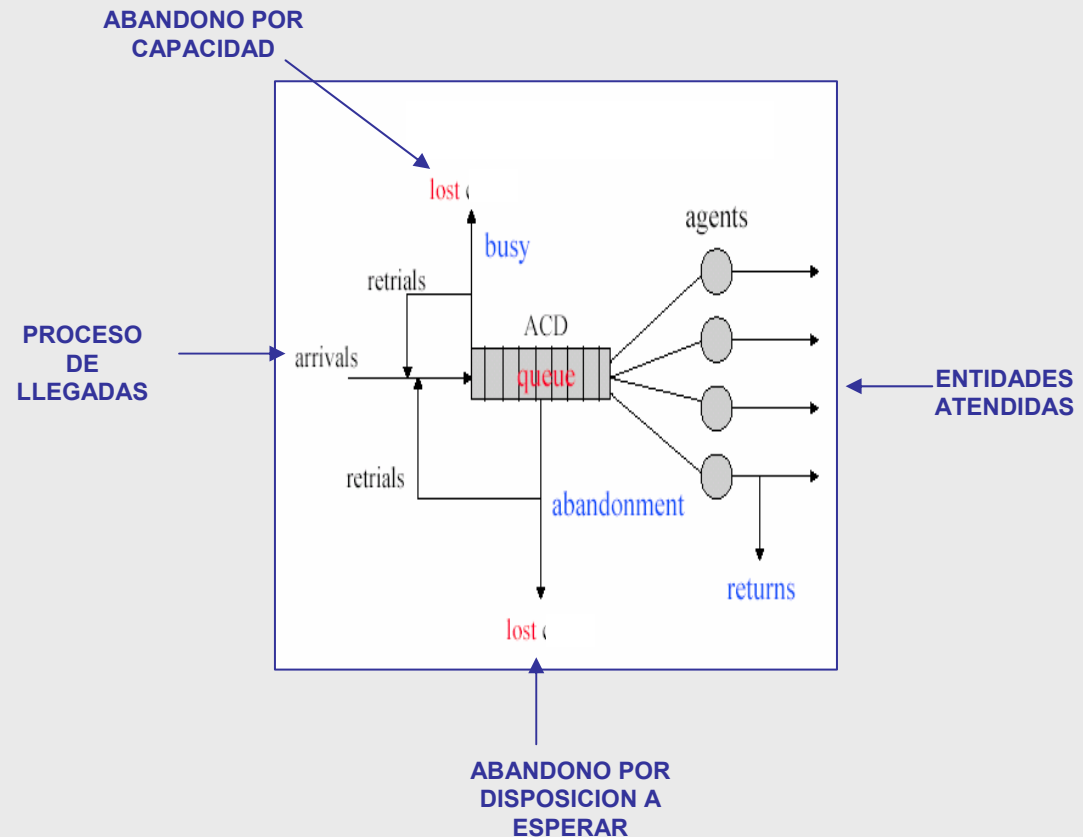 ABANDONO POR
CAPACIDAD
lost
busy
agents
retrials
ACD
PROCESO
DE
LLEGADAS
arrivals
queue
ENTIDADES
ATENDIDAS
retrials
abandonment
returns
lost
ABANDONO POR
DISPOSICION A
ESPERAR